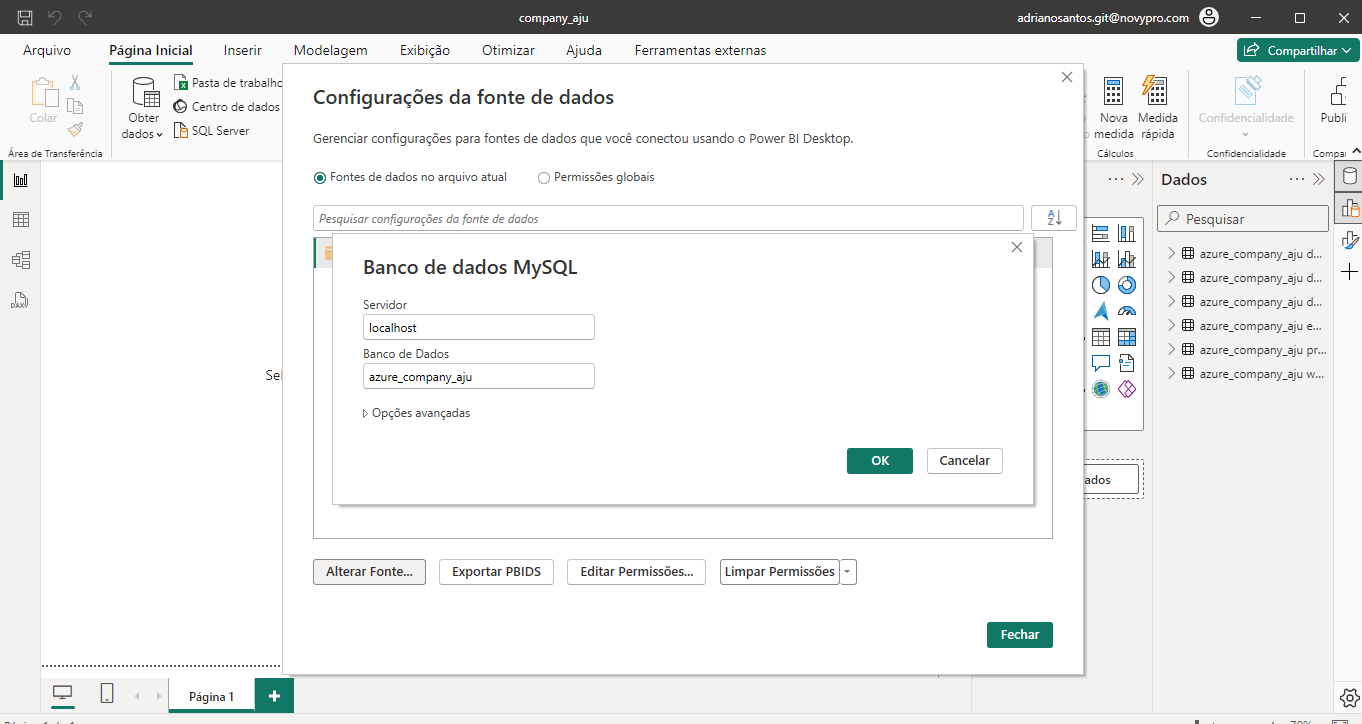 company_aju
adrianosantos.git@novypro.com
Arquivo
Página Inicial
Inserir
Modelagem
Exibição
Otimizar
Ajuda
Ferramentas externas
Compartilhar
Colar
Obter
dados
Pasta de trabalho
Centro de dados
SQL Server
Área de Transferência
Nova
medida
Medida
rápida
Cálculos
Confidencialidade
Confidencialidade
Publi
Compar
Configurações da fonte de dados
Gerenciar configurações para fontes de dados que você conectou usando o Power BI Desktop.
Fontes de dados no arquivo atual
Permissões globais
Pesquisar configurações da fonte de dados
Banco de dados MySQL
Servidor
localhost
Banco de Dados
azure_company_aju
Opções avançadas
OK
Cancelar
Alterar Fonte...
Exportar PBIDS
Editar Permissões...
Limpar Permissões
Fechar
Sel
ados
Dados
Pesquisar
azure_company_aju d...
azure_company_aju d...
azure_company_aju d...
azure_company_aju e...
azure_company_aju pr...
azure_company_aju w...
Página 1